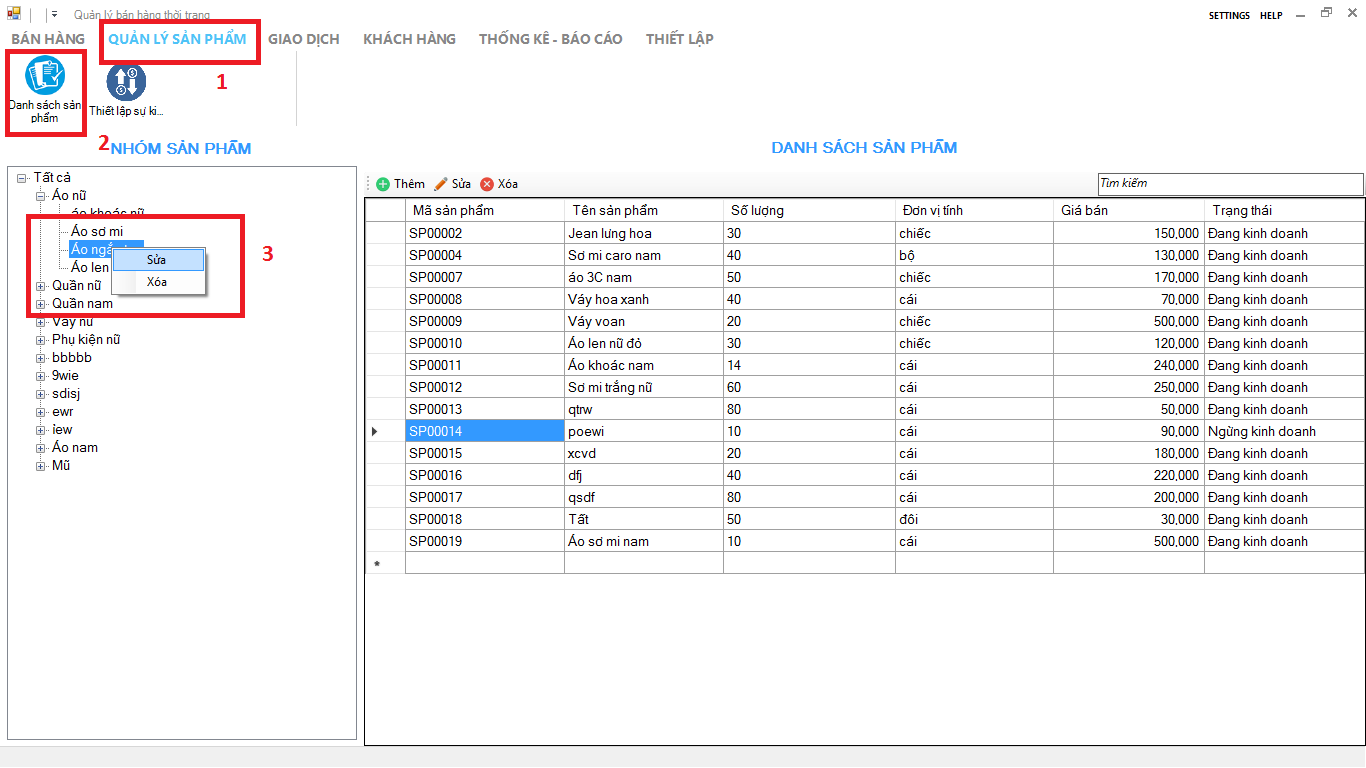 Quản lý bán hàng thời trang
SETTINGS HELP
BÁN HÀNG QUẢN LÝ SẢN PHẨM GIAO DỊCH KHÁCH HÀNG THỐNG KÊ - BÁO CÁO THIẾT LẬP
1
Danh sách sản
phẩm
Thiết lập sự ki...
2
NHÓM SẢN PHẨM
Tất cả
Áo nữ
áo khoác nữ
Áo sơ mi
Áo len
Sửa
Xóa
3
Quần nữ
Quần nam
Váy nữ
Phụ kiện nữ
bbbbb
9wie
sdisj
ewr
iew
Áo nam
Mũ
DANH SÁCH SẢN PHẨM
Thêm Sửa Xóa
Tìm kiếm
Mã sản phẩm Tên sản phẩm Số lượng Đơn vị tính Giá bán Trạng thái
SP00002 Jean lưng hoa 30 chiếc 150,000 Đang kinh doanh
SP00004 Sơ mi caro nam 40 bộ 130,000 Đang kinh doanh
SP00007 áo 3C nam 50 chiếc 170,000 Đang kinh doanh
SP00008 Váy hoa xanh 40 cái 70,000 Đang kinh doanh
SP00009 Váy voan 20 chiếc 500,000 Đang kinh doanh
SP00010 Áo len nữ đỏ 30 chiếc 120,000 Đang kinh doanh
SP00011 Áo khoác nam 14 cái 240,000 Đang kinh doanh
SP00012 Sơ mi trắng nữ 60 cái 250,000 Đang kinh doanh
SP00013 qtrw 80 cái 50,000 Đang kinh doanh
SP00014 poewi 10 cái 90,000 Ngừng kinh doanh
SP00015 xcvd 20 cái 180,000 Đang kinh doanh
SP00016 dfj 40 cái 220,000 Đang kinh doanh
SP00017 qsdf 80 cái 200,000 Đang kinh doanh
SP00018 Tất 50 đôi 30,000 Đang kinh doanh
SP00019 Áo sơ mi nam 10 cái 500,000 Đang kinh doanh